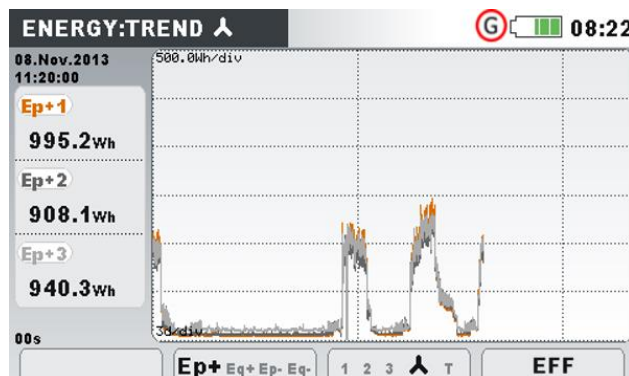 ENERGY:TREND
G 08:22
08.Nov.2013
11:20:00
500.0Wh/div
Ep+1
995.2Wh
Ep+2
908.1Wh
Ep+3
940.3Wh
3d/div
00s
Ep+ Eq+ Ep- Eq-
1 2 3 T
EFF